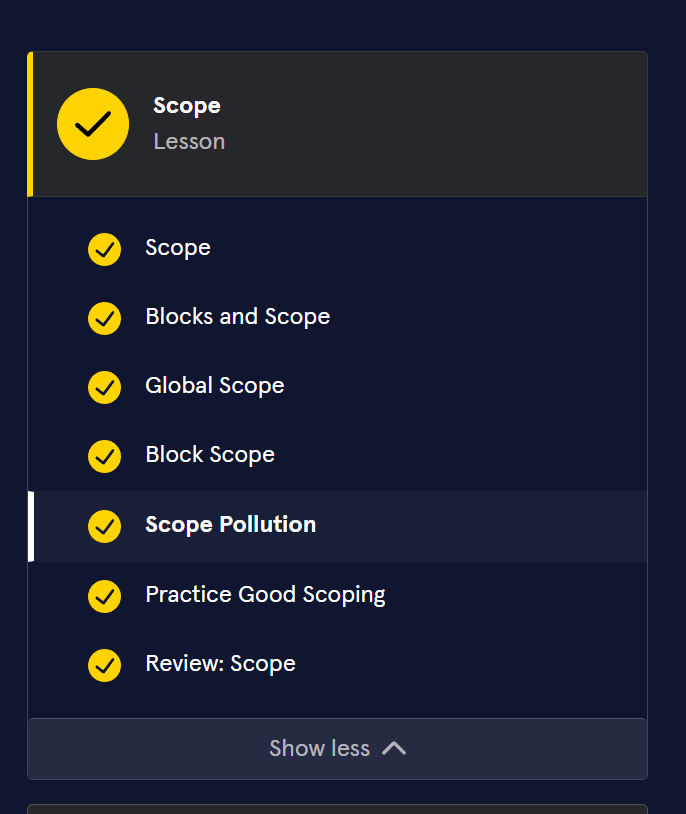 Scope
Lesson
Scope
Blocks and Scope
Global Scope
Block Scope
Scope Pollution
Practice Good Scoping
Review: Scope
Show less